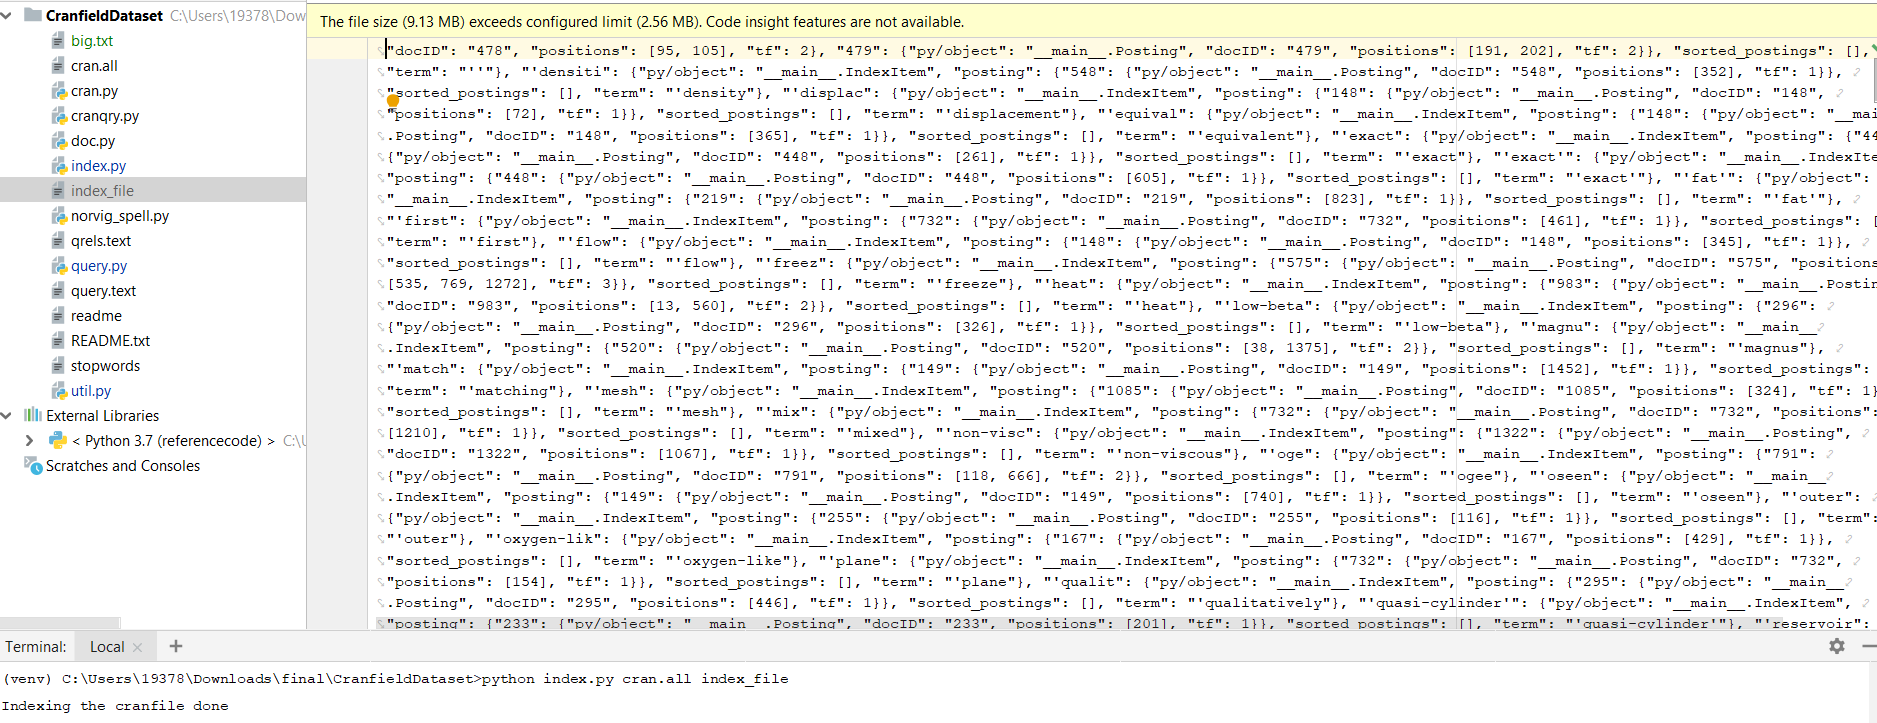 CranfieldDataset C:\Users\19378\Dow
big.txt
cran.all
cran.py
cranqry.py
doc.py
index.py
index_file
norvig_spell.py
qrels.text
query.py
query.text
readme
README.txt
stopwords
util.py
External Libraries
< Python 3.7 (referencecode) > C:\U
Scratches and Consoles
The file size (9.13 MB) exceeds configured limit (2.56 MB). Code insight features are not available.
"docID": "478", "positions": [95, 105], "tf": 2}, "479": {"py/object": "__main__.Posting", "docID": "479", "positions": [191, 202], "tf": 2}}, "sorted_postings": [],
"term": "''"}, "'densiti": {"py/object": "__main__.IndexItem", "posting": {"548": {"py/object": "__main__.Posting", "docID": "548", "positions": [352], "tf": 1}},
"sorted_postings": [], "term": "'density"}, "'displac": {"py/object": "__main__.IndexItem", "posting": {"148": {"py/object": "__main__.Posting", "docID": "148",
"positions": [72], "tf": 1}}, "sorted_postings": [], "term": "'displacement"}, "'equival": {"py/object": "__main__.IndexItem", "posting": {"148": {"py/object": "__mai
.Posting", "docID": "148", "positions": [365], "tf": 1}}, "sorted_postings": [], "term": "'equivalent"}, "'exact": {"py/object": "__main__.IndexItem", "posting": {"44
{"py/object": "__main__.Posting", "docID": "448", "positions": [261], "tf": 1}}, "sorted_postings": [], "term": "'exact"}, "'exact'": {"py/object": "__main__.IndexIte
"posting": {"448": {"py/object": "__main__.Posting", "docID": "448", "positions": [605], "tf": 1}}, "sorted_postings": [], "term": "'exact'"}, "'fat'": {"py/object":
"__main__.IndexItem", "posting": {"219": {"py/object": "__main__.Posting", "docID": "219", "positions": [823], "tf": 1}}, "sorted_postings": [], "term": "'fat'"},
"'first": {"py/object": "__main__.IndexItem", "posting": {"732": {"py/object": "__main__.Posting", "docID": "732", "positions": [461], "tf": 1}}, "sorted_postings": [
"term": "'first"}, "'flow": {"py/object": "__main__.IndexItem", "posting": {"148": {"py/object": "__main__.Posting", "docID": "148", "positions": [345], "tf": 1}},
"sorted_postings": [], "term": "'flow"}, "'freez": {"py/object": "__main__.IndexItem", "posting": {"575": {"py/object": "__main__.Posting", "docID": "575", "positions
[535, 769, 1272], "tf": 3}}, "sorted_postings": [], "term": "'freeze"}, "'heat": {"py/object": "__main__.IndexItem", "posting": {"983": {"py/object": "__main__.Postin
"docID": "983", "positions": [13, 560], "tf": 2}}, "sorted_postings": [], "term": "'heat"}, "'low-beta": {"py/object": "__main__.IndexItem", "posting": {"296":
{"py/object": "__main__.Posting", "docID": "296", "positions": [326], "tf": 1}}, "sorted_postings": [], "term": "'low-beta"}, "'magnu": {"py/object": "__main__
.IndexItem", "posting": {"520": {"py/object": "__main__.Posting", "docID": "520", "positions": [38, 1375], "tf": 2}}, "sorted_postings": [], "term": "'magnus"},
"'match": {"py/object": "__main__.IndexItem", "posting": {"149": {"py/object": "__main__.Posting", "docID": "149", "positions": [1452], "tf": 1}}, "sorted_postings": [],
"term": "'matching"}, "'mesh": {"py/object": "__main__.IndexItem", "posting": {"1085": {"py/object": "__main__.Posting", "docID": "1085", "positions": [324], "tf": 1}
"sorted_postings": [], "term": "'mesh"}, "'mix": {"py/object": "__main__.IndexItem", "posting": {"732": {"py/object": "__main__.Posting", "docID": "732", "positions":
[1210], "tf": 1}}, "sorted_postings": [], "term": "'mixed"}, "'non-visc": {"py/object": "__main__.IndexItem", "posting": {"1322": {"py/object": "__main__.Posting",
"docID": "1322", "positions": [1067], "tf": 1}}, "sorted_postings": [], "term": "'non-viscous"}, "'oge": {"py/object": "__main__.IndexItem", "posting": {"791":
{"py/object": "__main__.Posting", "docID": "791", "positions": [118, 666], "tf": 2}}, "sorted_postings": [], "term": "'ogee"}, "'oseen": {"py/object": "__main__
.IndexItem", "posting": {"149": {"py/object": "__main__.Posting", "docID": "149", "positions": [740], "tf": 1}}, "sorted_postings": [], "term": "'oseen"}, "'outer":
{"py/object": "__main__.IndexItem", "posting": {"255": {"py/object": "__main__.Posting", "docID": "255", "positions": [116], "tf": 1}}, "sorted_postings": [], "term":
"'outer"}, "'oxygen-lik": {"py/object": "__main__.IndexItem", "posting": {"167": {"py/object": "__main__.Posting", "docID": "167", "positions": [429], "tf": 1}},
"sorted_postings": [], "term": "'oxygen-like"}, "'plane": {"py/object": "__main__.IndexItem", "posting": {"732": {"py/object": "__main__.Posting", "docID": "732",
"positions": [154], "tf": 1}}, "sorted_postings": [], "term": "'plane"}, "'qualit": {"py/object": "__main__.IndexItem", "posting": {"295": {"py/object": "__main__
.Posting", "docID": "295", "positions": [446], "tf": 1}}, "sorted_postings": [], "term": "'qualitatively"}, "'quasi-cylinder'": {"py/object": "__main__.IndexItem",
"posting": {"233": {"py/object": "__main__.Posting", "docID": "233", "positions": [201], "tf": 1}}, "sorted_postings": [], "term": "'quasi-cylinder'"}, "'reservoir":
Terminal: Local
(venv) C:\Users\19378\Downloads\final\CranfieldDataset>python index.py cran.all index_file
Indexing the cranfile done